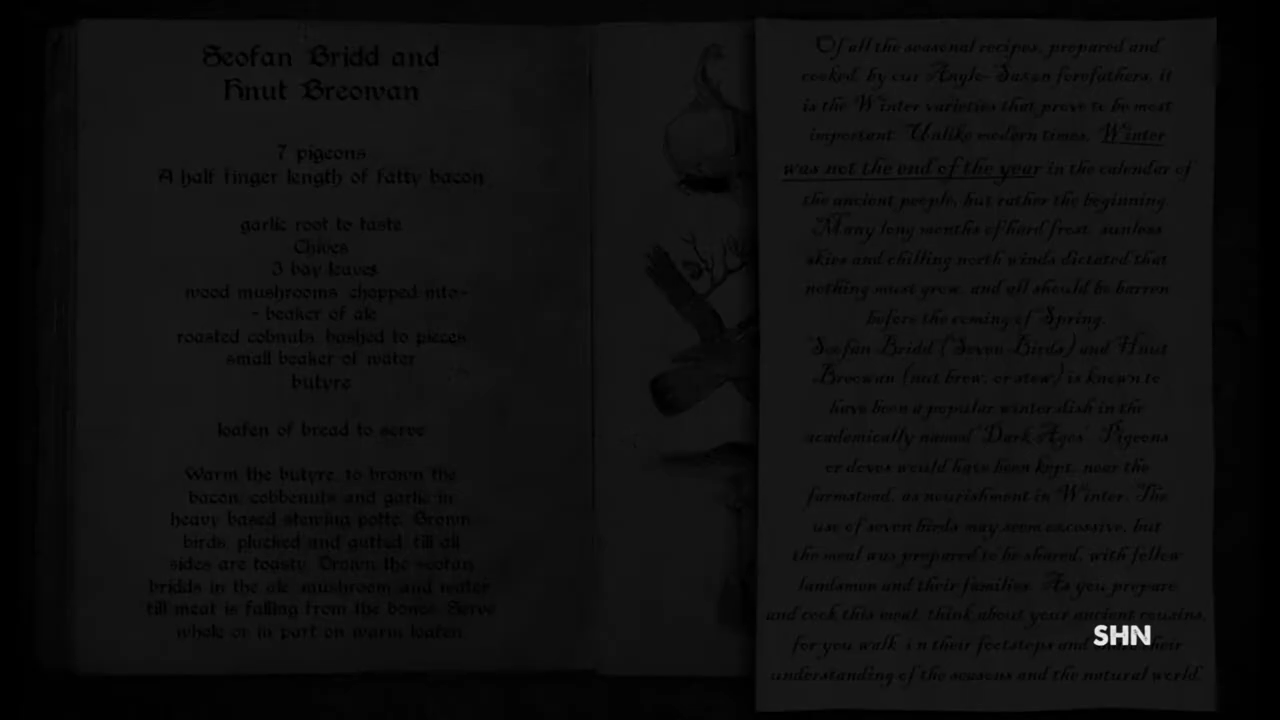 Seofan Bridd and
Hnut Breowan
7 pigeons
A half finger length of fatty bacon
garlic root to taste
Chives
3 bay leaves
wood mushrooms, chopped into-
- beaker of ale
roasted cobnuts, bashed to pieces
small beaker of water
butyre
loafen of bread to serve
Warm the butyre, to brown the
bacon, cobbenuts and garlic in
heavy based stewing potte. Brown
birds, plucked and gutted, till all
sides are toasty. Drown the seofan
bridds in the ale, mushroom and water
till meat is falling from the bones. Serve
whole or in part on warm loafen.
Of all the seasonal recipes, prepared and
cooked, by our Anglo-Saxon forefathers, it
is the Winter varieties that prove to be most
important. Unlike modern times, Winter
was not the end of the year in the calendar of
the ancient people, but rather the beginning.
Many long months of hard frost, sunless
skies and chilling north winds dictated that
nothing must grow, and all should be barren
before the coming of Spring.
Seofan Bridd (Seven Birds) and Hnut
Breowan (nut brew, or stew) is known to
have been a popular winter dish in the
academically named 'Dark Ages'. Pigeons
or doves would have been kept, near the
farmstead, as nourishment in Winter. The
use of seven birds may seem excessive, but
the meal was prepared to be shared, with fellow
landsmen and their families. As you prepare
and cook this meal, think about your ancient cousins,
for you walk i n their footsteps and share their
understanding of the seasons and the natural world.
SHN